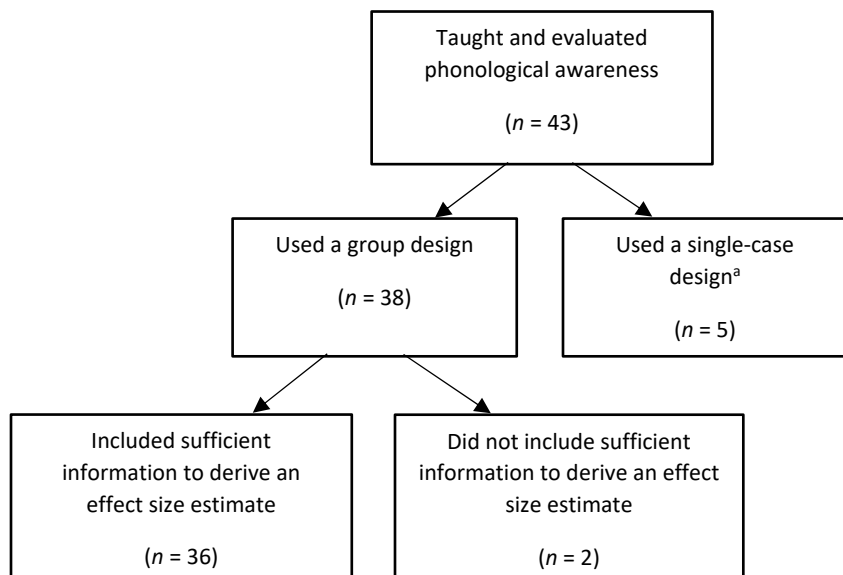 Taught and evaluated
phonological awareness
(n = 43)
Used a group design
(n = 38)
Used a single-case
designᵃ
(n = 5)
Included sufficient
information to derive an
effect size estimate
(n = 36)
Did not include sufficient
information to derive an effect
size estimate
(n = 2)